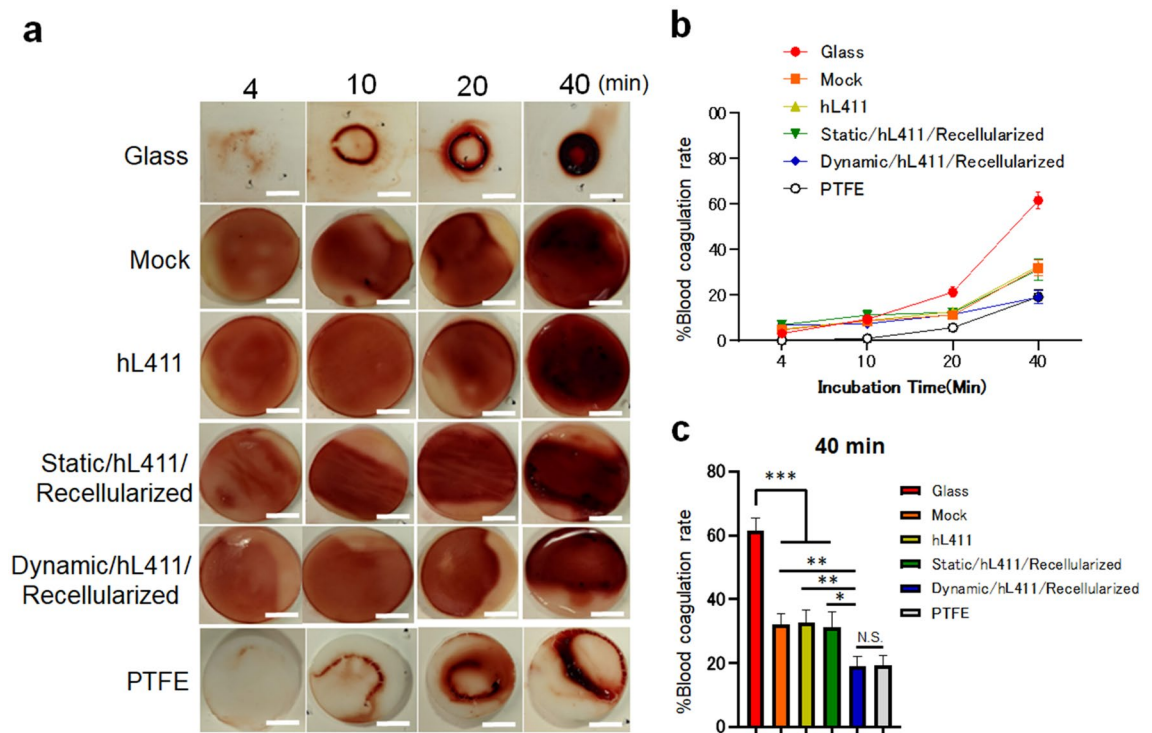 a
4 10 20 40 (min)
Glass
Mock
hL411
Static/hL411/
Recellularized
Dynamic/hL411/
Recellularized
PTFE
b
Glass
Mock
hL411
Static/hL411/Recellularized
Dynamic/hL411/Recellularized
PTFE
%Blood coagulation rate
00
80
60
40
20
0
4 10 20 40
Incubation Time(Min)
c
40 min
%Blood coagulation rate
80
60
40
20
0
***
**
**
*
N.S.
Glass
Mock
hL411
Static/hL411/Recellularized
Dynamic/hL411/Recellularized
PTFE